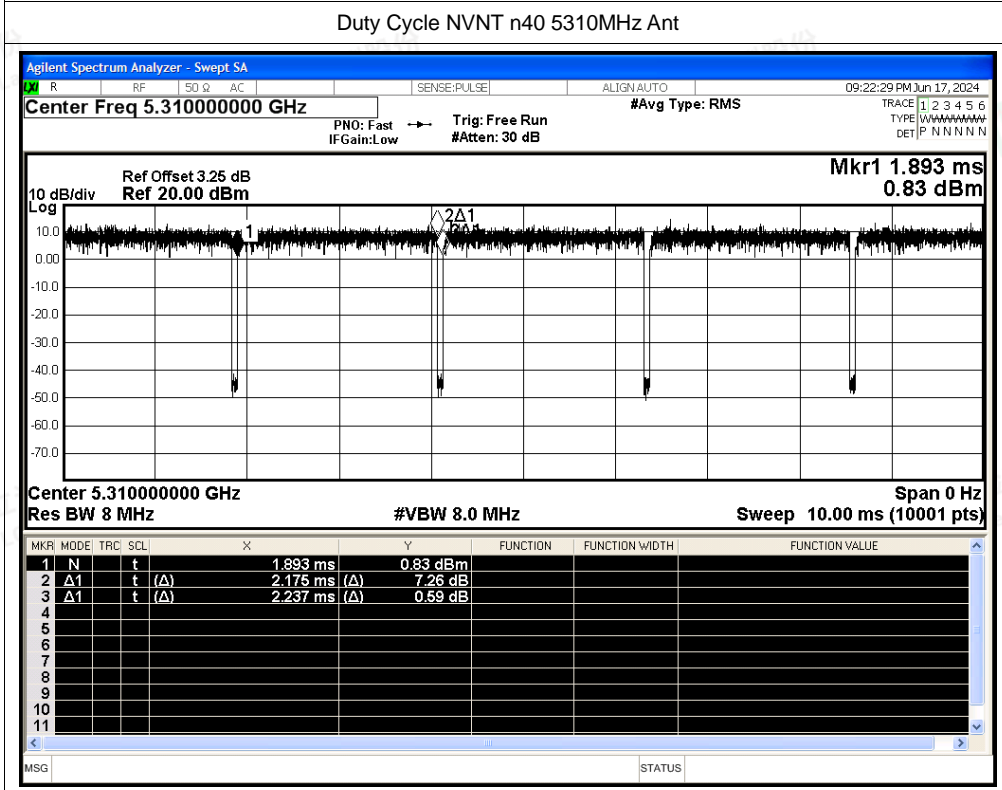 Duty Cycle NVNT n40 5310MHz Ant
Agilent Spectrum Analyzer - Swept SA
LXI R RF 50 Ω AC SENSE:PULSE ALIGN AUTO 09:22:29 PM Jun 17, 2024
Center Freq 5.310000000 GHz #Avg Type: RMS TRACE 1 2 3 4 5 6
PNO: Fast Trig: Free Run TYPE
IFGain:Low #Atten: 30 dB DET P N N N N N
Mkr1 1.893 ms
Ref Offset 3.25 dB 0.83 dBm
10 dB/div Ref 20.00 dBm
Log
2Δ1
10.0
1
0.00
-10.0
-20.0
-30.0
-40.0
-50.0
-60.0
-70.0
Center 5.310000000 GHz Span 0 Hz
Res BW 8 MHz #VBW 8.0 MHz Sweep 10.00 ms (10001 pts)
MKR MODE TRC SCL X Y FUNCTION FUNCTION WIDTH FUNCTION VALUE
1 N t 1.893 ms 0.83 dBm
2 Δ1 t (Δ) 2.175 ms (Δ) 7.26 dB
3 Δ1 t (Δ) 2.237 ms (Δ) 0.59 dB
4
5
6
7
8
9
10
11
MSG STATUS